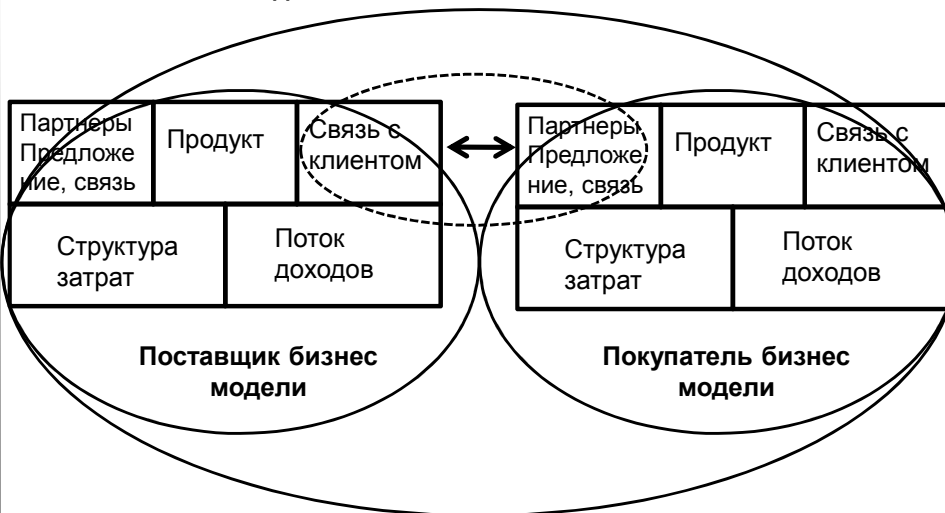 Партнеры
Предложе
ние, связь
Продукт
Связь с
клиентом
Структура
затрат
Поток
доходов
Поставщик бизнес
модели
Партнеры
Предложе
ние, связь
Продукт
Связь с
клиентом
Структура
затрат
Поток
доходов
Покупатель бизнес
модели